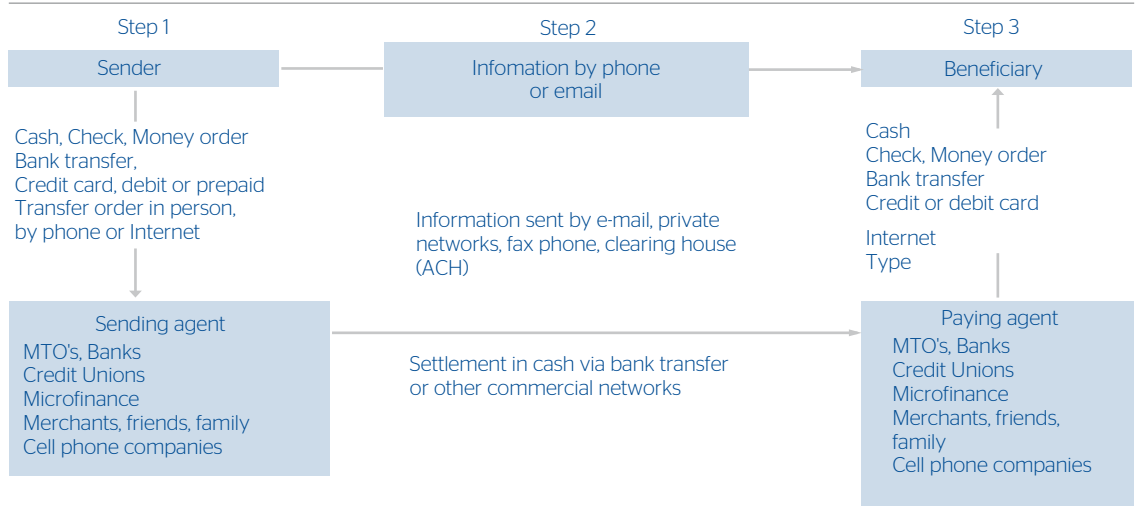 Step 1
Step 2
Step 3
Sender
Infomation by phone
or email
Beneficiary
Cash, Check, Money order
Bank transfer,
Credit card, debit or prepaid
Transfer order in person,
by phone or Internet
Information sent by e-mail, private
networks, fax phone, clearing house
(ACH)
Cash
Check, Money order
Bank transfer
Credit or debit card
Internet
Type
Sending agent
MTO's, Banks
Credit Unions
Microfinance
Merchants, friends, family
Cell phone companies
Settlement in cash via bank transfer
or other commercial networks
Paying agent
MTO's, Banks
Credit Unions
Microfinance
Merchants, friends,
family
Cell phone companies